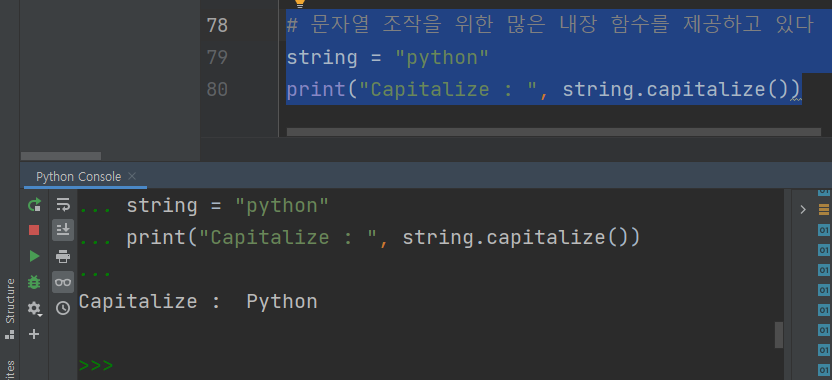 78 # 문자열 조작을 위한 많은 내장 함수를 제공하고 있다
79 string = "python"
80 print("Capitalize : ", string.capitalize())
Python Console ×
... string = "python"
... print("Capitalize : ", string.capitalize())
...
Capitalize :  Python
>>>
Structure